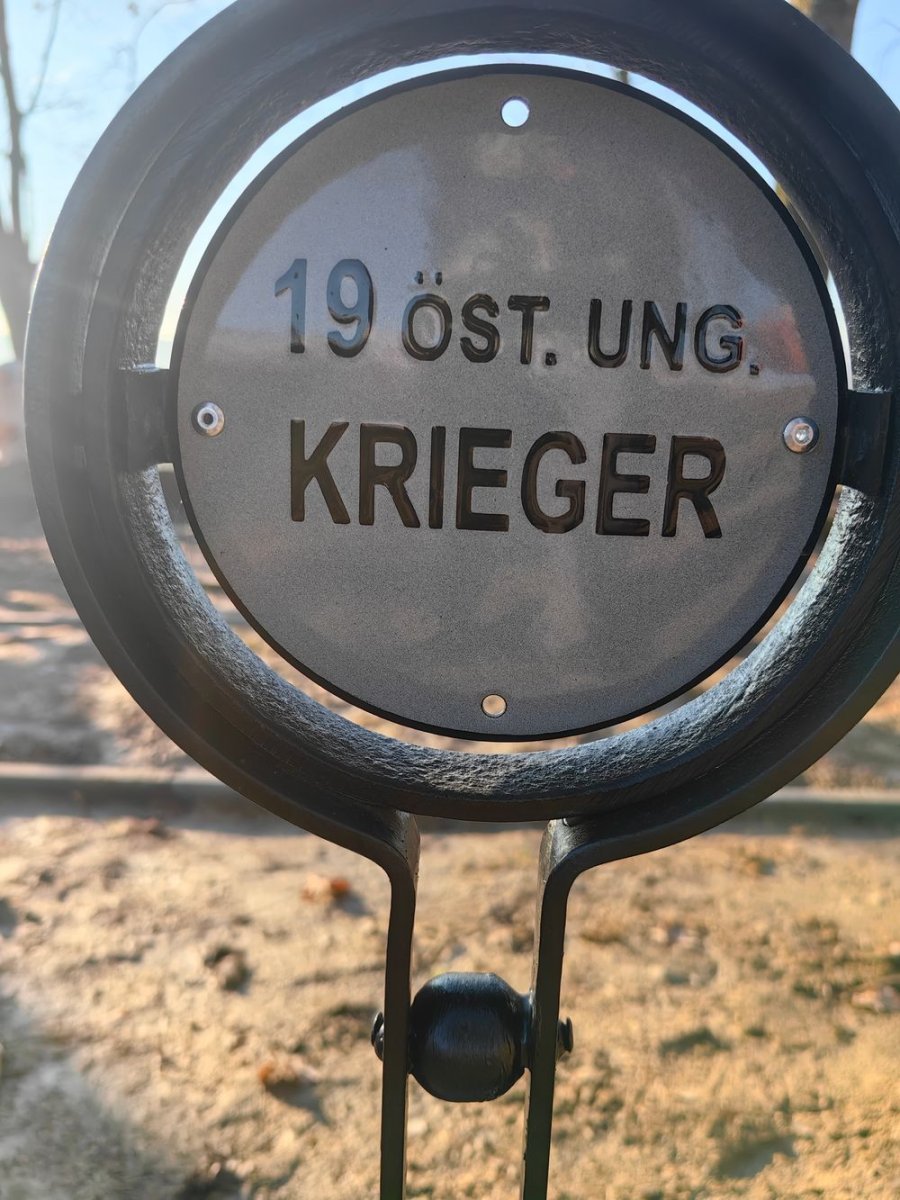 19 ÖST. UNG.
KRIEGER